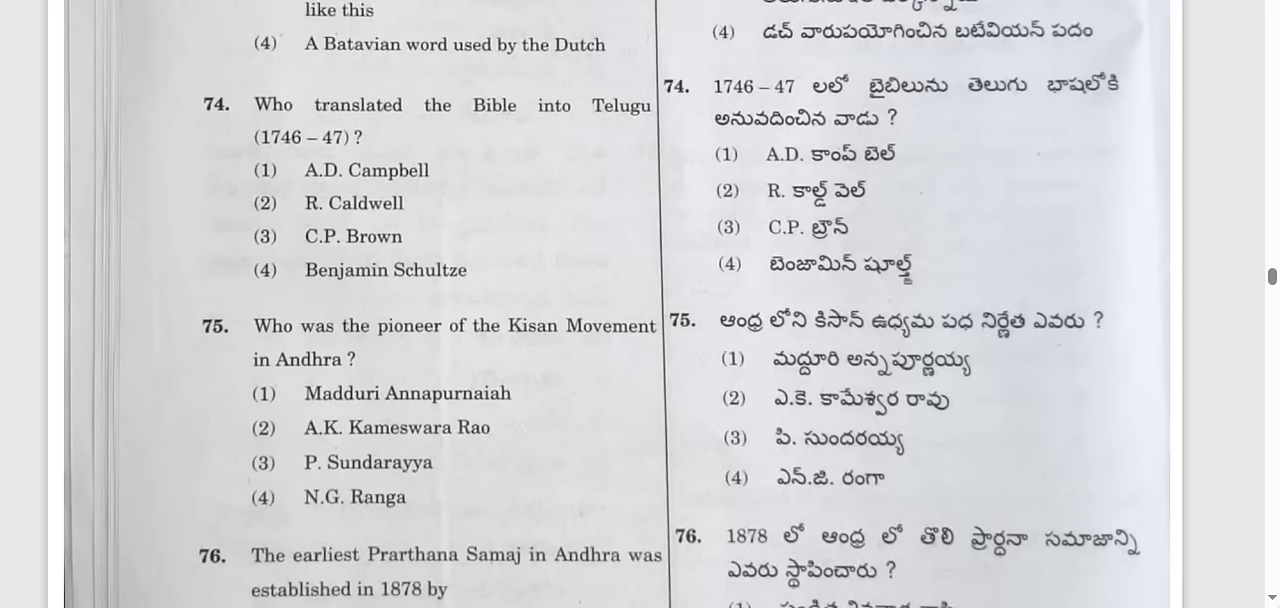 like this
(4) A Batavian word used by the Dutch
74. Who translated the Bible into Telugu
(1746 – 47) ?
(1) A.D. Campbell
(2) R. Caldwell
(3) C.P. Brown
(4) Benjamin Schultze
75. Who was the pioneer of the Kisan Movement
in Andhra ?
(1) Madduri Annapurnaiah
(2) A.K. Kameswara Rao
(3) P. Sundarayya
(4) N.G. Ranga
76. The earliest Prarthana Samaj in Andhra was
established in 1878 by
(4) డచ్ వారుపయోగించిన బటేవియన్ పదం
74. 1746 – 47 లలో బైబిలును తెలుగు భాషలోకి
అనువదించిన వాడు ?
(1) A.D. కాంప్ బెల్
(2) R. కాల్డ్ వెల్
(3) C.P. బ్రౌన్
(4) బెంజామిన్ షూల్ట్జ్
75. ఆంధ్ర లోని కిసాన్ ఉధ్యమ పధ నిర్ణేత ఎవరు ?
(1) మద్దూరి అన్నపూర్ణయ్య
(2) ఎ.కె. కామేశ్వర రావు
(3) పి. సుందరయ్య
(4) ఎన్.జి. రంగా
76. 1878 లో ఆంధ్ర లో తొలి ప్రార్ధనా సమాజాన్ని
ఎవరు స్థాపించారు ?
(1)